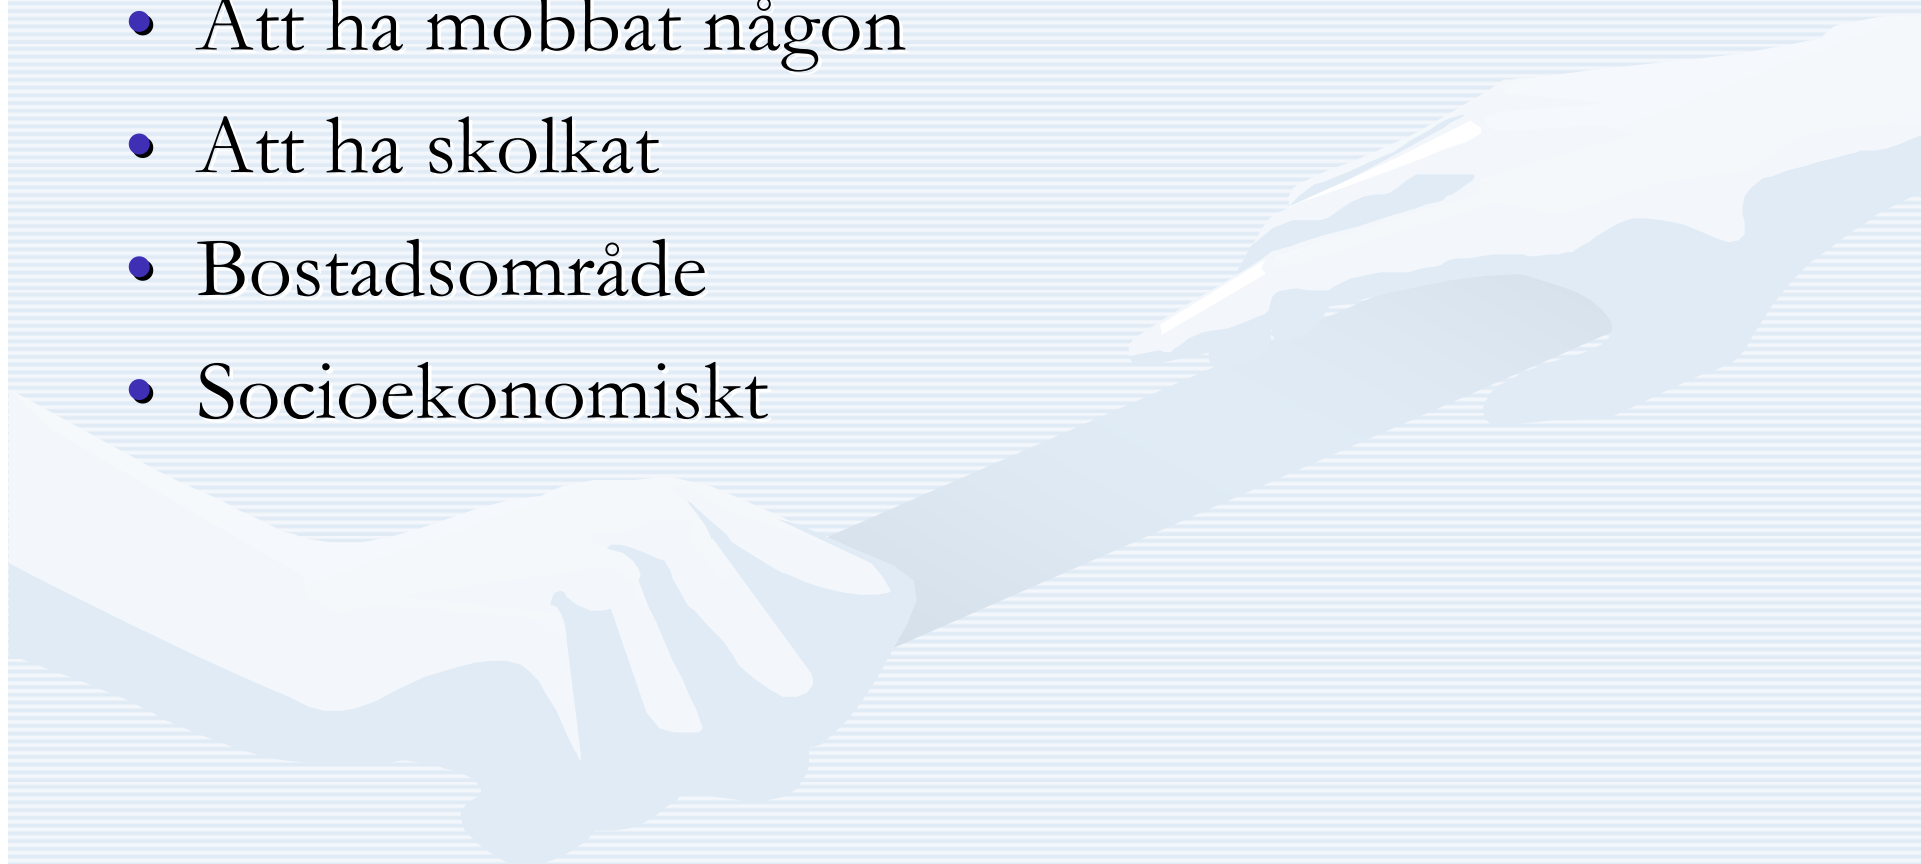 • Att ha mobbat någon
• Att ha skolkat
• Bostadsområde
• Socioekonomiskt